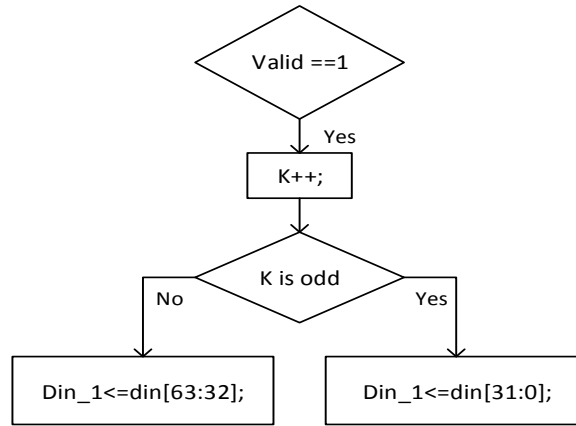 Valid ==1
Yes
K++;
K is odd
No
Yes
Din_1<=din[63:32];
Din_1<=din[31:0];